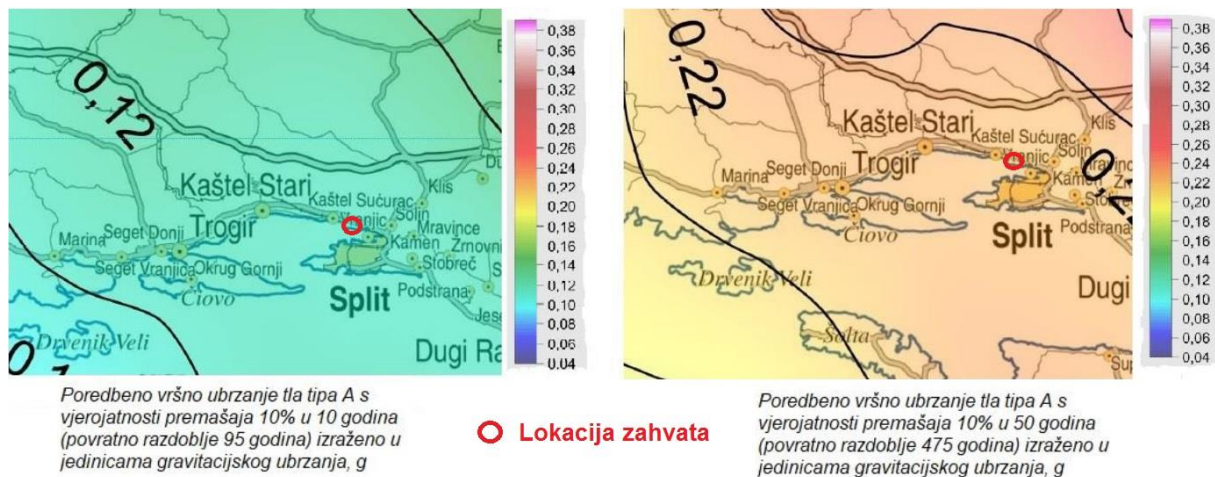 0,12
Kaštel Stari
Kaštel Sućurac
Klis
Trogir
Solin
Mravince
Marina
Seget Donji
Kamen
Seget Vranjica
Okrug Gornji
Stobreč
Čiovo
Split
Podstrana
Drvenik Veli
Dugi Ra
0,38
0,36
0,34
0,32
0,30
0,28
0,26
0,24
0,22
0,20
0,18
0,16
0,14
0,12
0,10
0,08
0,06
0,04
0,22
Kaštel Stari
Kaštel Sućurac
Klis
Solin
Trogir
Marina
Seget Donji
Kamen
Seget Vranjica
Okrug Gornji
Čiovo
Split
Podstrana
Drvenik Veli
Dugi
Šolta
0,38
0,36
0,34
0,32
0,30
0,28
0,26
0,24
0,22
0,20
0,18
0,16
0,14
0,12
0,10
0,08
0,06
0,04
Poredbeno vršno ubrzanje tla tipa A s
vjerojatnosti premašaja 10% u 10 godina
(povratno razdoblje 95 godina) izraženo u
jedinicama gravitacijskog ubrzanja, g
Lokacija zahvata
Poredbeno vršno ubrzanje tla tipa A s
vjerojatnosti premašaja 10% u 50 godina
(povratno razdoblje 475 godina) izraženo u
jedinicama gravitacijskog ubrzanja, g